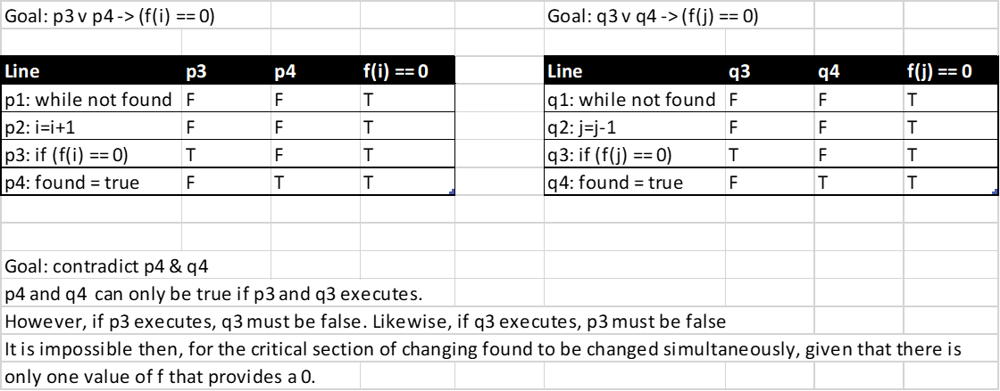 Goal: p3 v p4 -> (f(i) == 0) Goal: q3 v q4 -> (f(j) == 0)
Line p3 p4 f(i) == 0 Line q3 q4 f(j) == 0
p1: while not found F F T q1: while not found F F T
p2: i=i+1 F F T q2: j=j-1 F F T
p3: if (f(i) == 0) T F T q3: if (f(j) == 0) T F T
p4: found = true F T T q4: found = true F T T
Goal: contradict p4 & q4
p4 and q4 can only be true if p3 and q3 executes.
However, if p3 executes, q3 must be false. Likewise, if q3 executes, p3 must be false
It is impossible then, for the critical section of changing found to be changed simultaneously, given that there is
only one value of f that provides a 0.